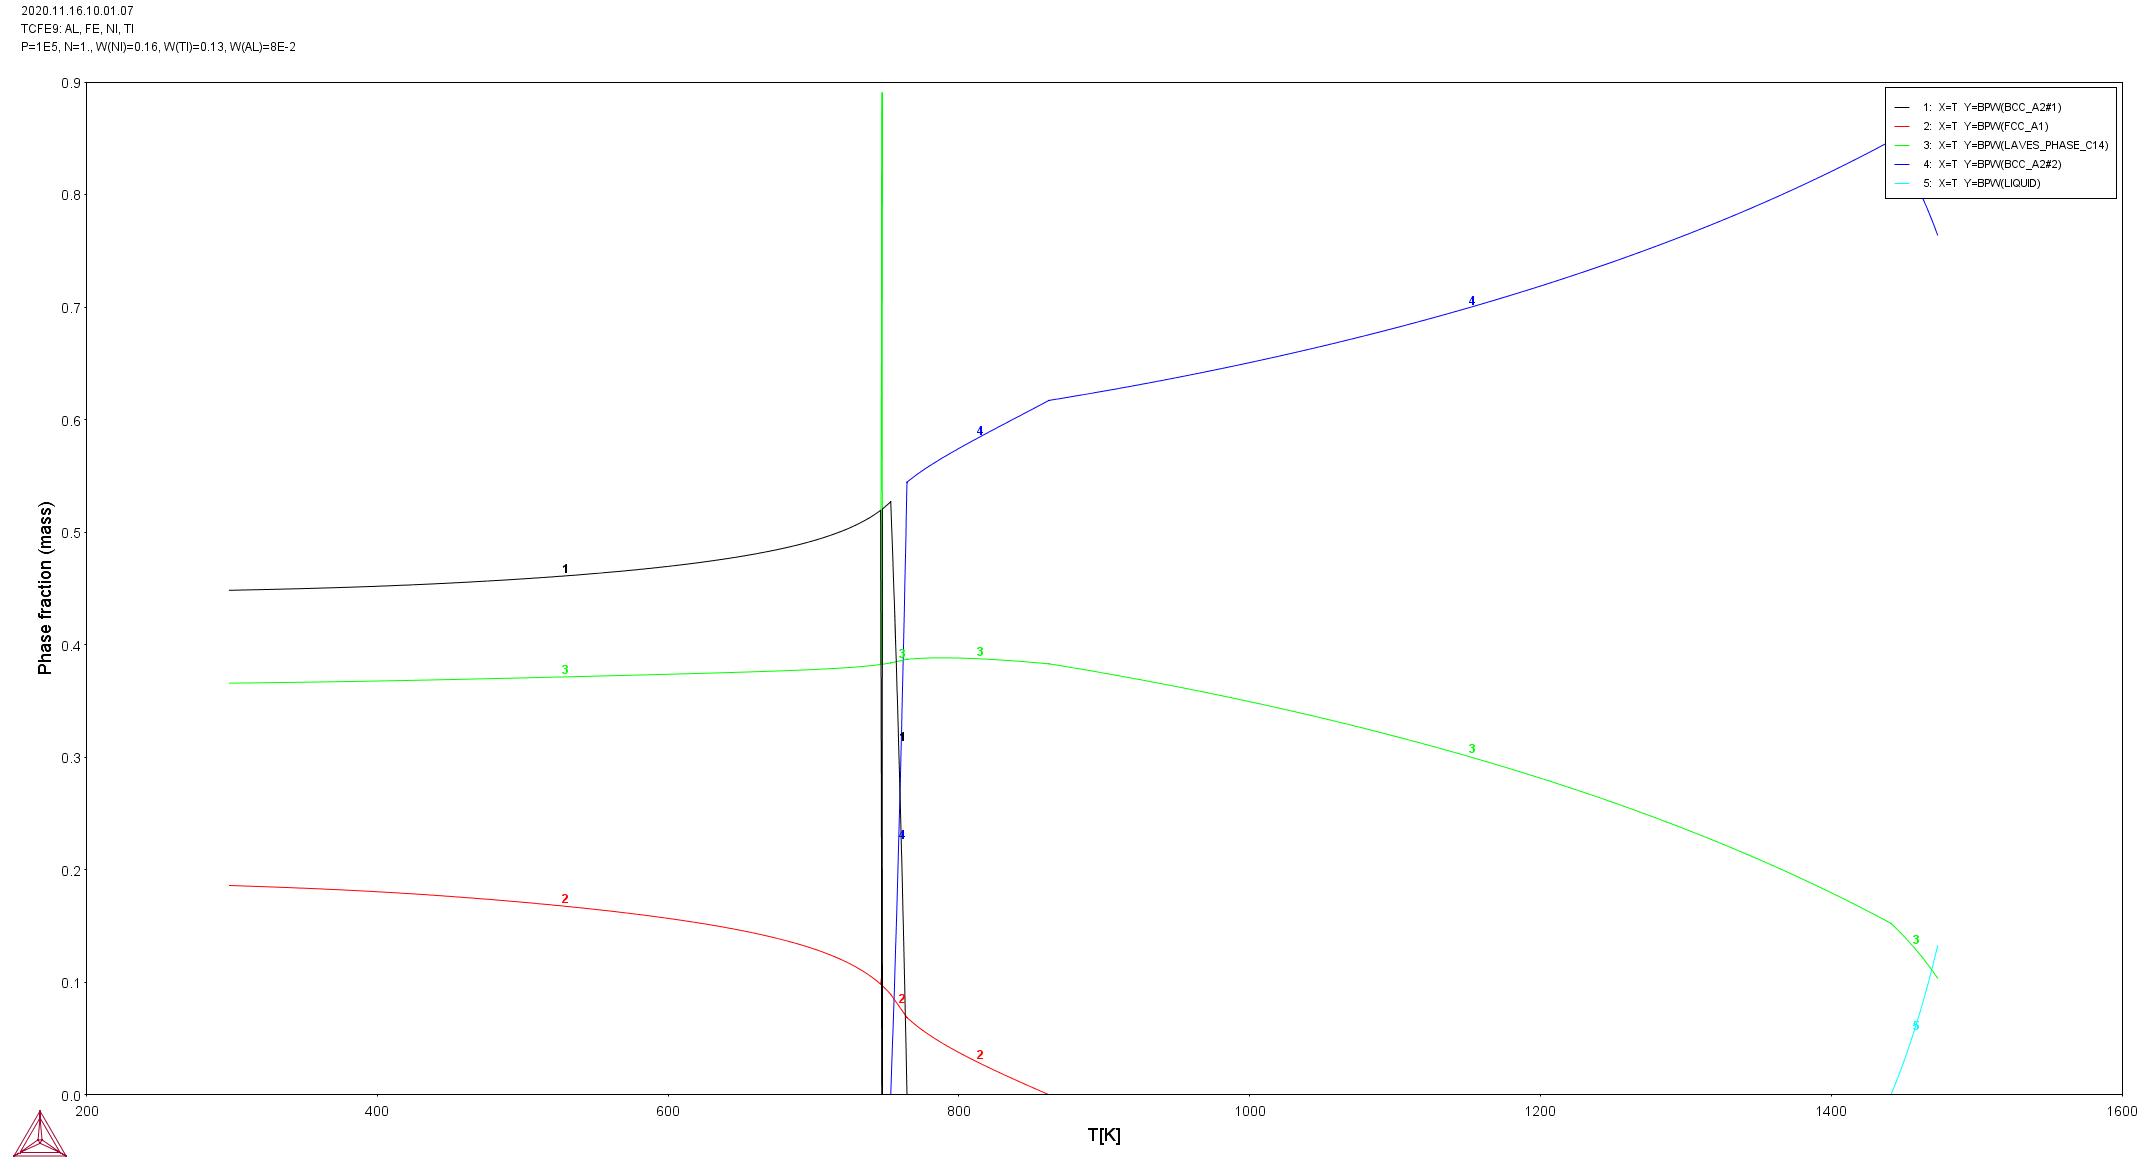 2020.11.16.10.01.07
TCFE9: AL, FE, NI, TI
P=1E5, N=1., W(NI)=0.16, W(TI)=0.13, W(AL)=8E-2
0.9
0.8
0.7
0.6
0.5
0.4
0.3
0.2
0.1
0.0
Phase fraction (mass)
1: X=T Y=BPW(BCC_A2#1)
2: X=T Y=BPW(FCC_A1)
3: X=T Y=BPW(LAVES_PHASE_C14)
4: X=T Y=BPW(BCC_A2#2)
5: X=T Y=BPW(LIQUID)
4
4
1
3
3
3
1
3
4
2
3
2
5
2
200 400 600 800 1000 1200 1400 1600
T[K]